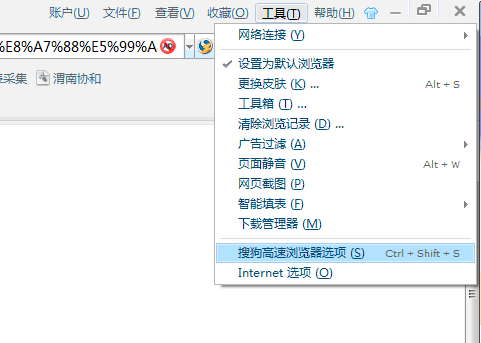 账户(U) 文件(F) 查看(V) 收藏(O) 工具(T) 帮助(H)
%E8%A7%88%E5%99%A
采集 渭南协和
网络连接 (Y)
设置为默认浏览器
更换皮肤 (K) ... Alt + S
工具箱 (T) ...
清除浏览记录 (D) ...
广告过滤 (A)
页面静音 (V) Alt + W
网页截图 (P)
智能填表 (F)
下载管理器 (M)
搜狗高速浏览器选项 (S) Ctrl + Shift + S
Internet 选项 (O)